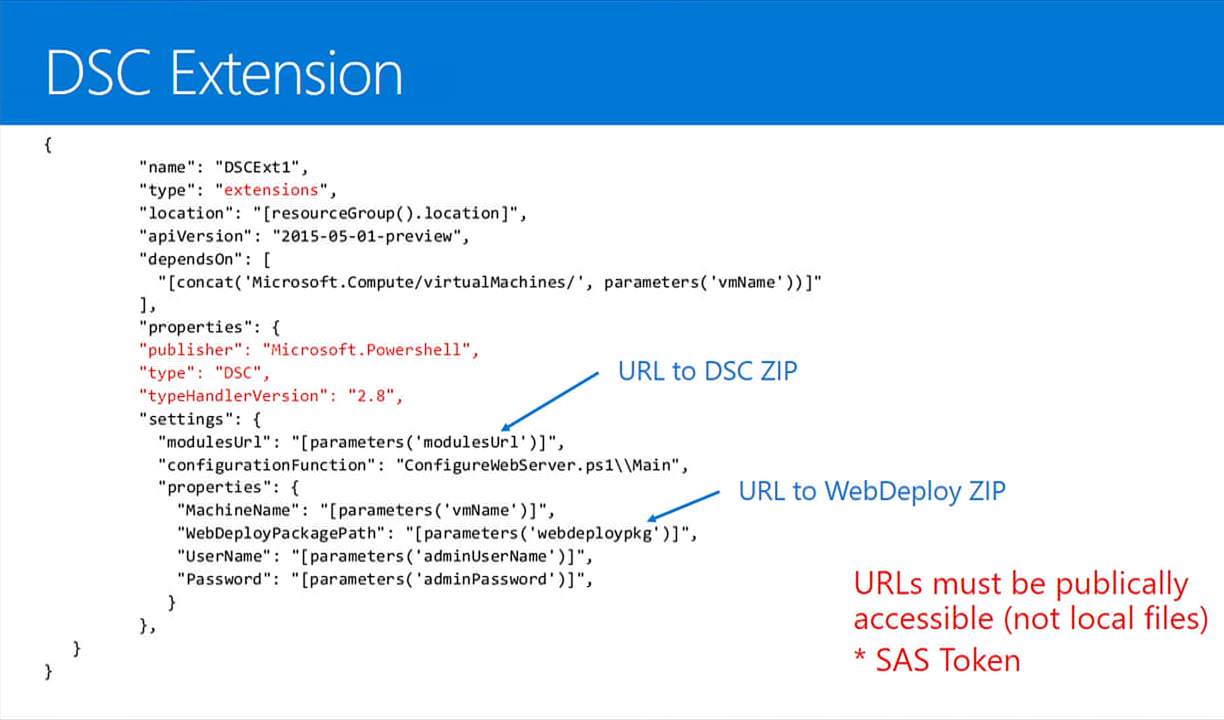 DSC Extension
{
"name": "DSCExt1",
"type": "extensions",
"location": "[resourceGroup().location]",
"apiVersion": "2015-05-01-preview",
"dependsOn": [
"[concat('Microsoft.Compute/virtualMachines/', parameters('vmName'))]"
],
"properties": {
"publisher": "Microsoft.Powershell",
"type": "DSC",
"typeHandlerVersion": "2.8",
URL to DSC ZIP
"settings": {
"modulesUrl": "[parameters('modulesUrl')]",
"configurationFunction": "ConfigureWebServer.ps1\\Main",
"properties": {
URL to WebDeploy ZIP
"MachineName": "[parameters('vmName')]",
"WebDeployPackagePath": "[parameters('webdeploypkg')]",
"UserName": "[parameters('adminUserName')]",
"Password": "[parameters('adminPassword')]",
}
},
}
}
URLs must be publically
accessible (not local files)
* SAS Token